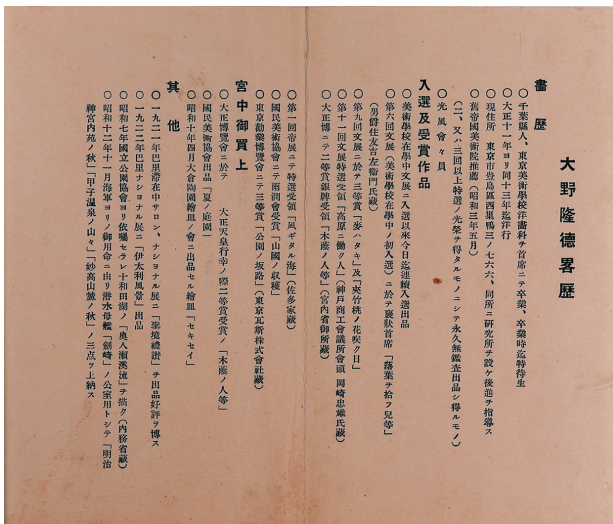 大野隆德畧歷
畵歷
○千葉縣人、東京美術學校洋畵科ヲ首席ニテ卒業、卒業時迄特待生
○大正十一年ヨリ同十三年迄洋行
○現住所 東京市豊島區西巢鴨三ノ七六六、同所ニ硏究所ヲ設ケ後進ヲ指導ス
○舊帝國美術院推薦(昭和三年五月)
(二、又ハ三回以上特選ノ光榮ヲ得タルモノニシテ永久無鑑査出品シ得ルモノ)
○光風會々員
入選及受賞作品
○美術學校在學中文展ニ入選以來今日迄連續入選出品
○第六回文展(美術學校在學中ノ初入選)ニ於テ褒狀首席「落葉ヲ拾フ兒等」
(男爵住友吉左衞門氏藏)
○第九回文展ニ於テ三等賞「麥ハタキ」及「夾竹桃ノ花咲ク日」
○第十一回文展特選受領「高原ニ働ク人」(神戶商工會議所會頭 岡崎忠雄氏藏)
○大正博ニテ二等賞銀牌受領「木蔭ノ人等」(宮內省御所藏)
○第一回帝展ニテ特選受領「凪ギタル海」(佐多家藏)
○國民美術協會ニテ雨潤會受賞「山國ノ収穫」
○東京勸業博覽會ニテ三等賞「公園ノ坂路」(東京瓦斯株式會社藏)
宮中御買上
○大正博覽會ニ於テ 大正天皇行幸ノ際二等賞受賞ノ「木蔭ノ人等」
○國民美術協會出品「夏ノ庭園」
○昭和十年四月大倉陶園繪皿ノ會ニ出品セル繪皿「セキセイ」
其他
○一九二一年巴里滯在中サロン、ナショナル展ニ「聖境禮讃」ヲ出品好評ヲ博ス
○一九二二年巴里ナショナル展ニ「伊太利風景」出品
○昭和七年國立公園協會ヨリ依囑セラレ十和田湖ノ「奥入瀨溪流」ヲ描ク(內務省藏)
○昭和十二年十一月海軍ヨリノ御用命ニ由リ潜水母艦「劍崎」ノ公室用トシテ「明治
神宮內苑ノ秋」「甲子溫泉ノ山々」「妙高山麓ノ秋」ノ三点ヲ上納ス